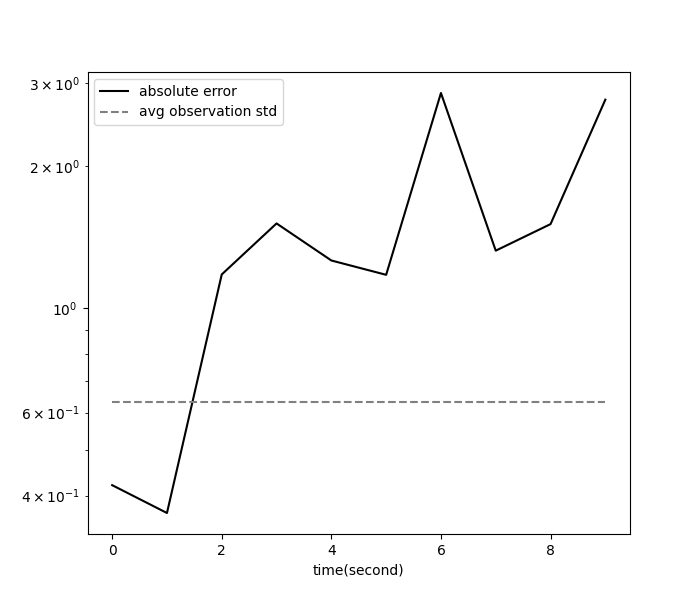 absolute error
avg observation std
3 × 10⁰
2 × 10⁰
10⁰
6 × 10⁻¹
4 × 10⁻¹
0 2 4 6 8
time(second)